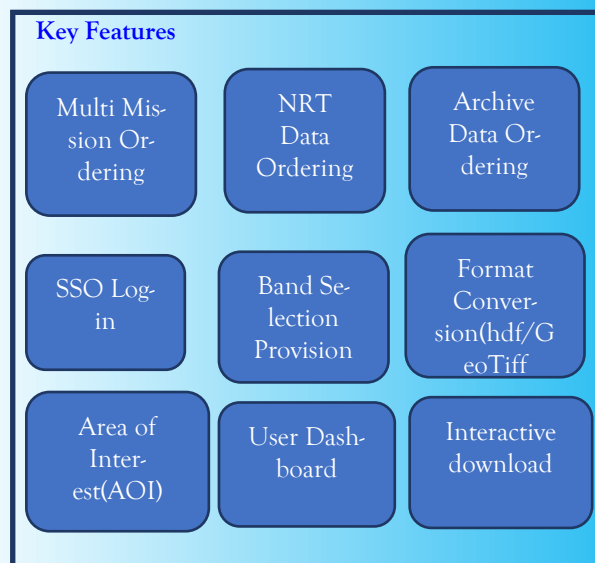 Key Features
Multi Mis-
sion Or-
dering
NRT
Data
Ordering
Archive
Data Or-
dering
SSO Log-
in
Band Se-
lection
Provision
Format
Conver-
sion(hdf/G
eoTiff
Area of
Inter-
est(AOI)
User Dash-
board
Interactive
download